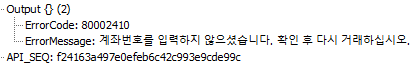 Output {} (2)
ErrorCode: 80002410
ErrorMessage: 계좌번호를 입력하지 않으셨습니다. 확인 후 다시 거래하십시오.
API_SEQ: f24163a497e0efeb6c42c993e9cde99c